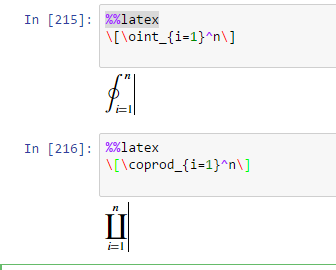 In [215]: %%latex
\[\oint_{i=1}^n\]
∮
n
i=1
In [216]: %%latex
\[\coprod_{i=1}^n\]
n
∐
i=1